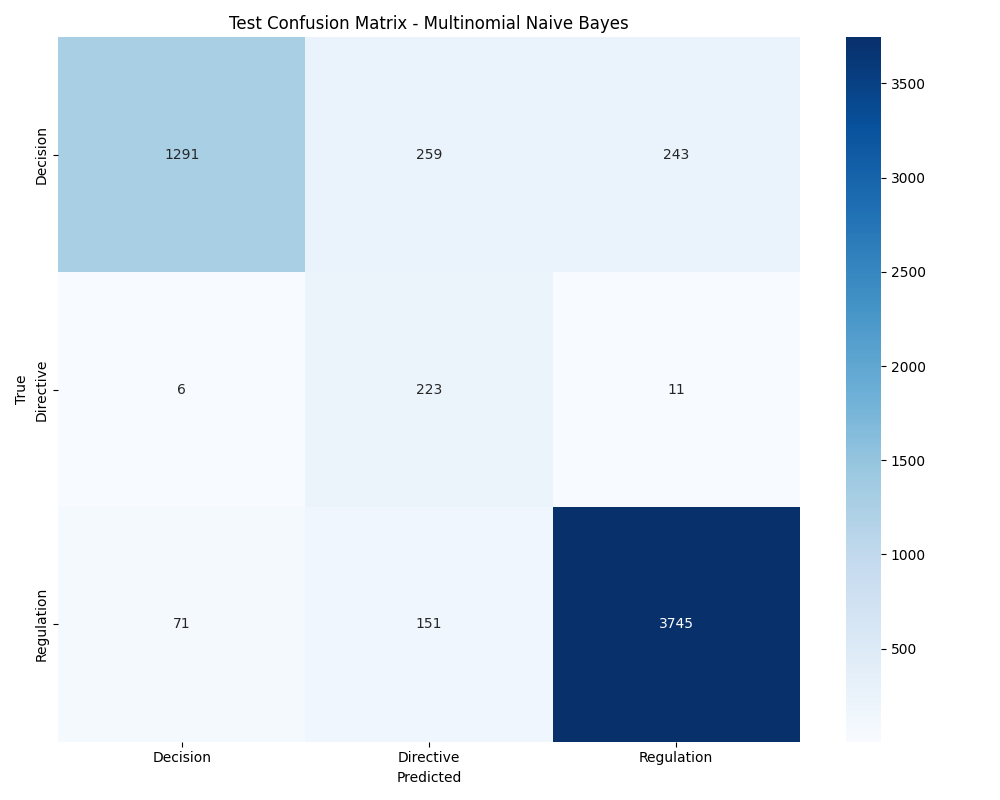 Test Confusion Matrix - Multinomial Naive Bayes
True
Decision
Directive
Regulation
1291 259 243
6 223 11
71 151 3745
Decision Directive Regulation
Predicted
3500
3000
2500
2000
1500
1000
500